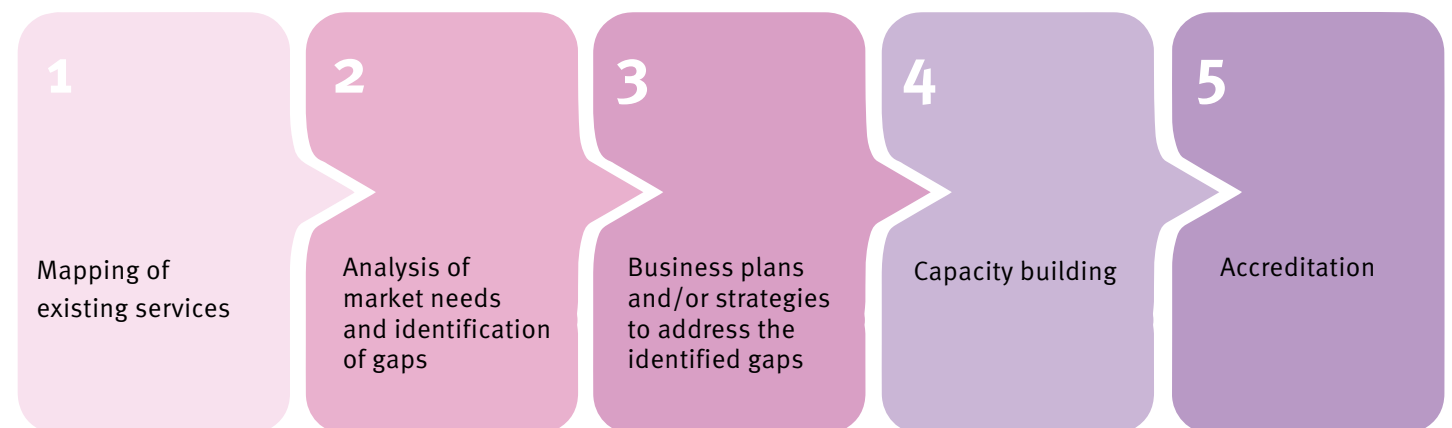 1
Mapping of
existing services
2
Analysis of
market needs
and identification
of gaps
3
Business plans
and/or strategies
to address the
identified gaps
4
Capacity building
5
Accreditation